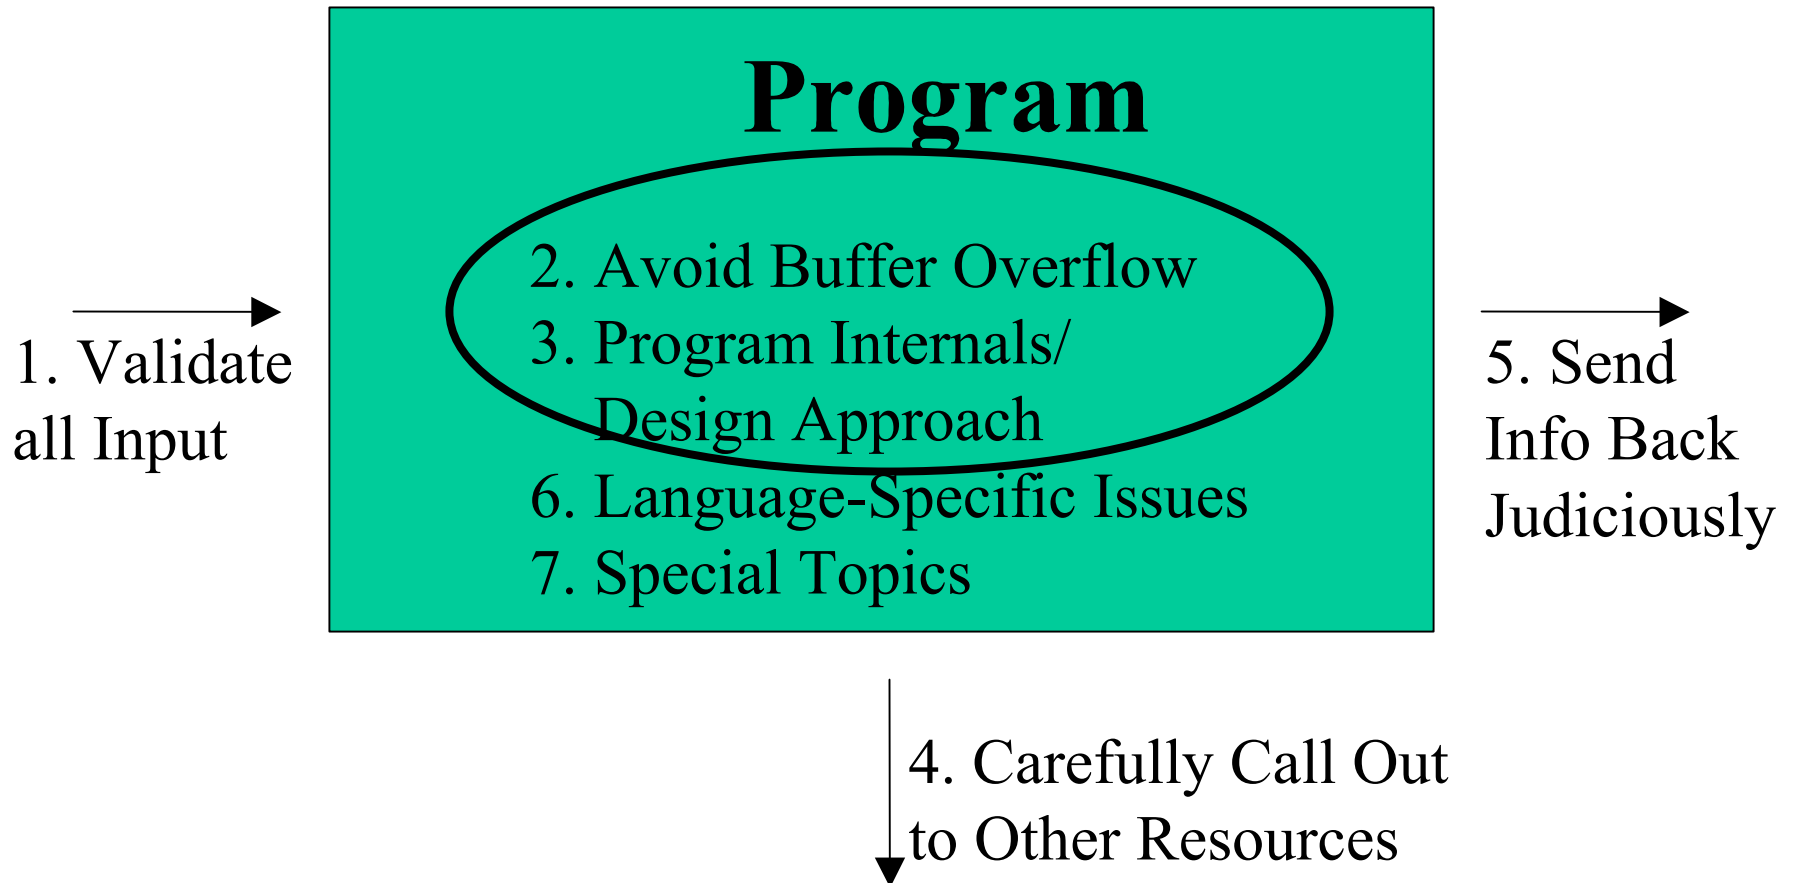 Program
1. Validate
all Input
2. Avoid Buffer Overflow
3. Program Internals/
Design Approach
6. Language-Specific Issues
7. Special Topics
5. Send
Info Back
Judiciously
4. Carefully Call Out
to Other Resources